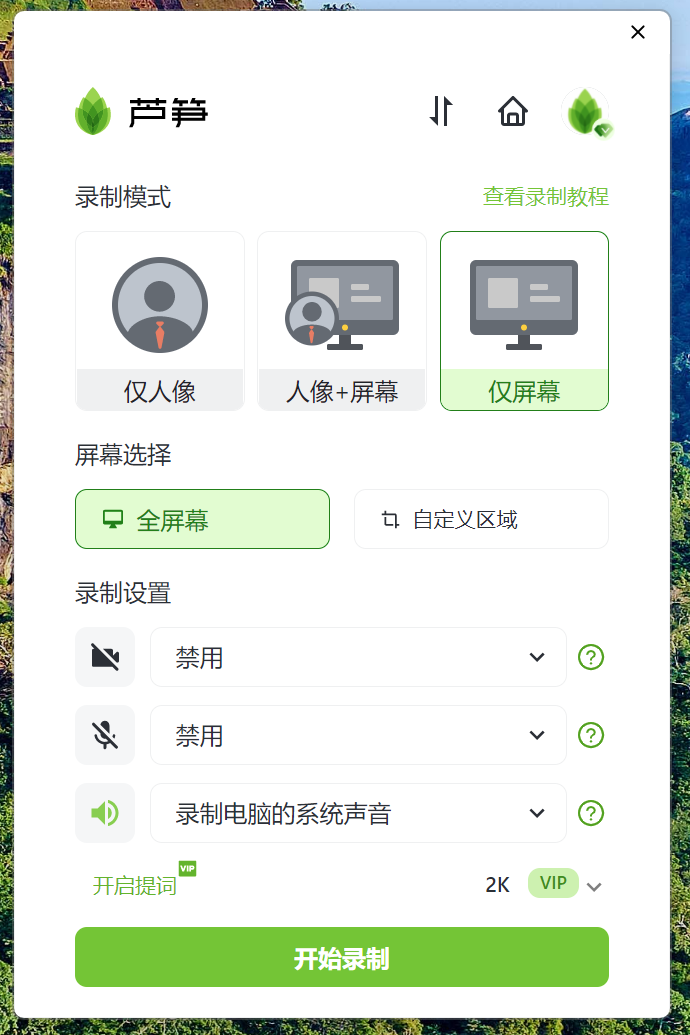 芦笋
录制模式
查看录制教程
仅人像
人像+屏幕
仅屏幕
屏幕选择
全屏幕
自定义区域
录制设置
禁用
禁用
录制电脑的系统声音
开启提词 VIP
2K VIP
开始录制